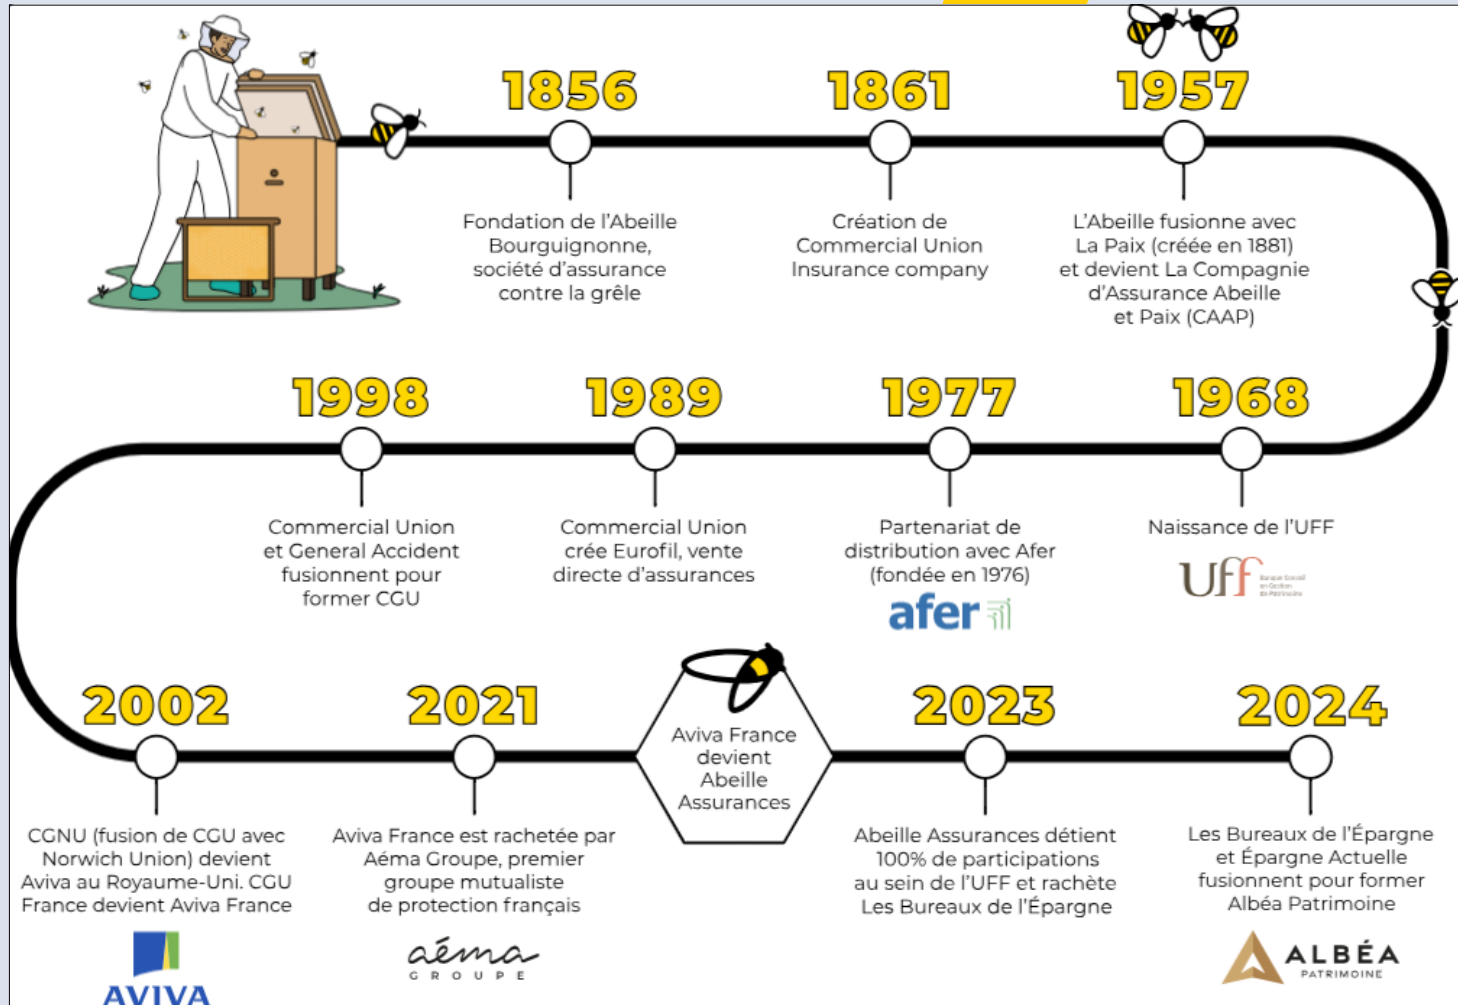 1856
Fondation de l'Abeille
Bourguignonne,
société d'assurance
contre la grêle
1861
Création de
Commercial Union
Insurance company
1957
L'Abeille fusionne avec
La Paix (créée en 1881)
et devient La Compagnie
d'Assurance Abeille
et Paix (CAAP)
1968
Naissance de l'UFF
Uff
Banque Conseil
en Gestion
de Patrimoine
1977
Partenariat de
distribution avec Afer
(fondée en 1976)
afer
1989
Commercial Union
crée Eurofil, vente
directe d'assurances
1998
Commercial Union
et General Accident
fusionnent pour
former CGU
2002
CGNU (fusion de CGU avec
Norwich Union) devient
Aviva au Royaume-Uni. CGU
France devient Aviva France
AVIVA
2021
Aviva France est rachetée par
Aéma Groupe, premier
groupe mutualiste
de protection français
aéma
GROUPE
Aviva France
devient
Abeille
Assurances
2023
Abeille Assurances détient
100% de participations
au sein de l'UFF et rachète
Les Bureaux de l'Épargne
2024
Les Bureaux de l'Épargne
et Épargne Actuelle
fusionnent pour former
Albéa Patrimoine
ALBÉA
PATRIMOINE